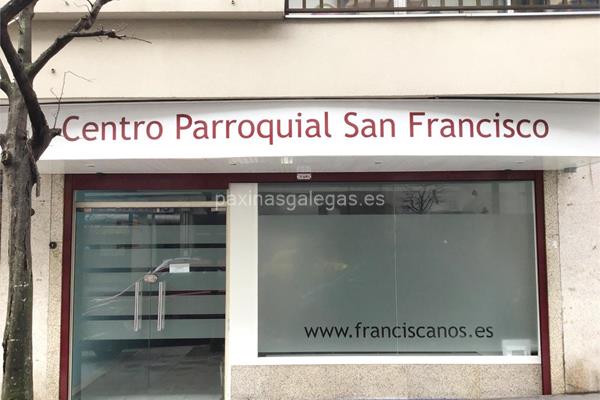 Centro Parroquial San Francisco
paxinasgalegas.es
www.franciscanos.es